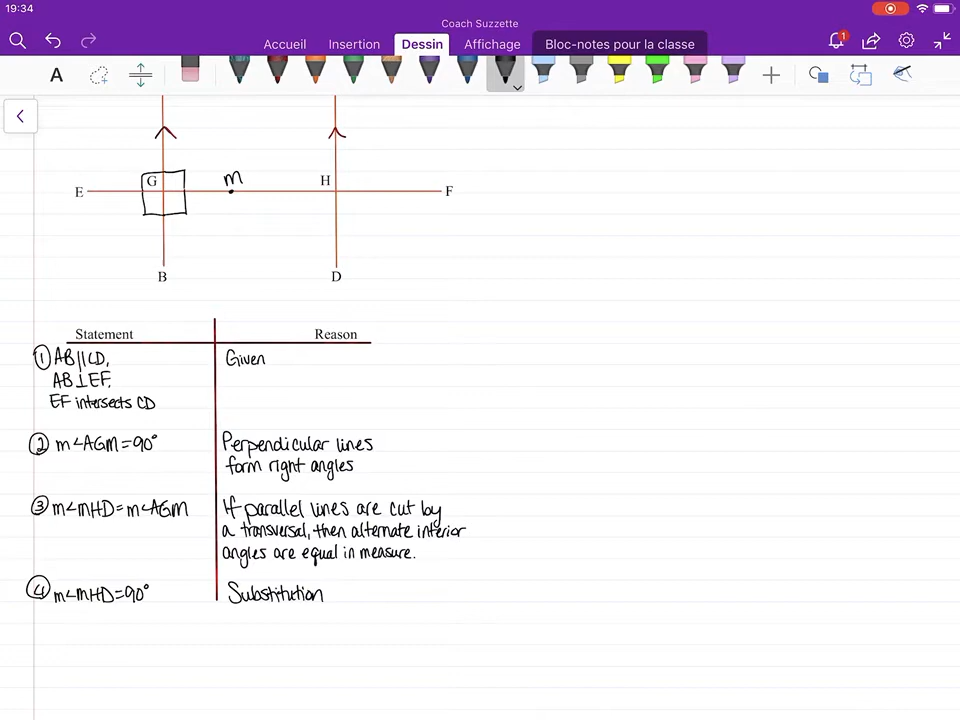 19:34
Coach Suzzette
Accueil Insertion Dessin Affichage Bloc-notes pour la classe
1
A
G m H
E F
B D
Statement Reason
① AB∥CD, Given
AB⊥EF,
EF intersects CD
② m∠AGM=90° Perpendicular lines
form right angles
③ m∠MHD=m∠AGM If parallel lines are cut by
a transversal, then alternate interior
angles are equal in measure.
④ m∠MHD=90° Substitution